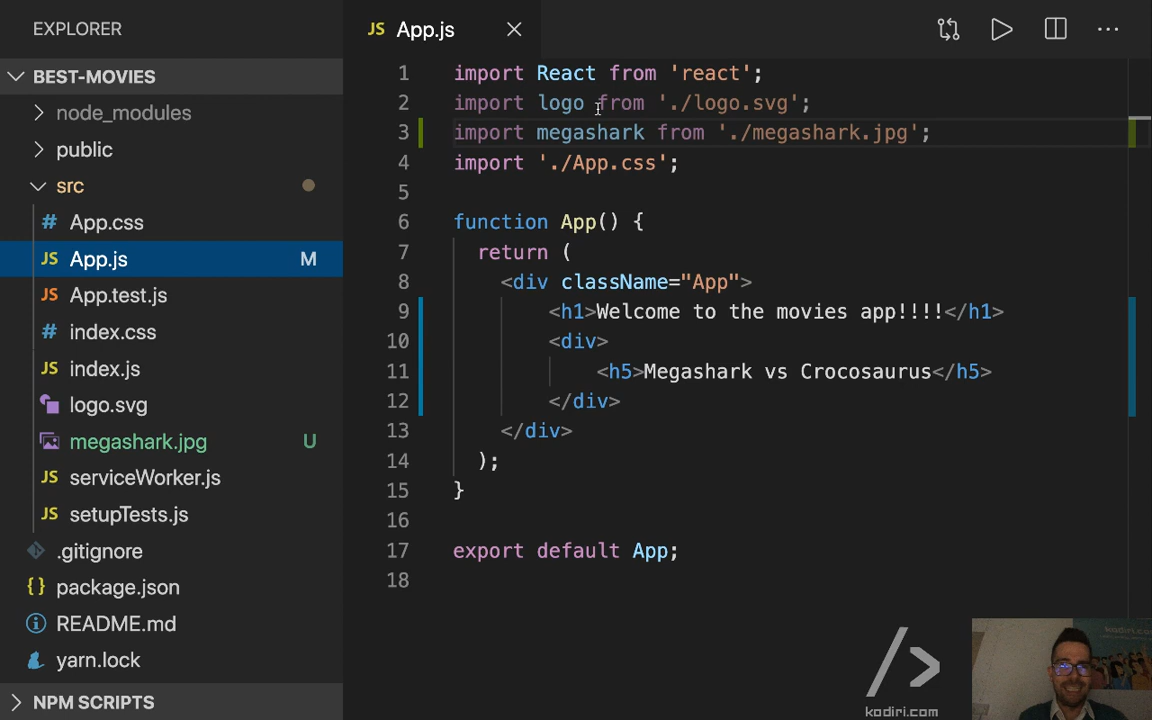 EXPLORER
BEST-MOVIES
node_modules
public
src
# App.css
JS App.js M
JS App.test.js
# index.css
JS index.js
logo.svg
megashark.jpg U
JS serviceWorker.js
JS setupTests.js
.gitignore
{} package.json
README.md
yarn.lock
NPM SCRIPTS
JS App.js
1 import React from 'react';
2 import logo from './logo.svg';
3 import megashark from './megashark.jpg';
4 import './App.css';
5
6 function App() {
7 return (
8 <div className="App">
9 <h1>Welcome to the movies app!!!!</h1>
10 <div>
11 <h5>Megashark vs Crocosaurus</h5>
12 </div>
13 </div>
14 );
15 }
16
17 export default App;
18
/>
kodiri.com
kodiri.com